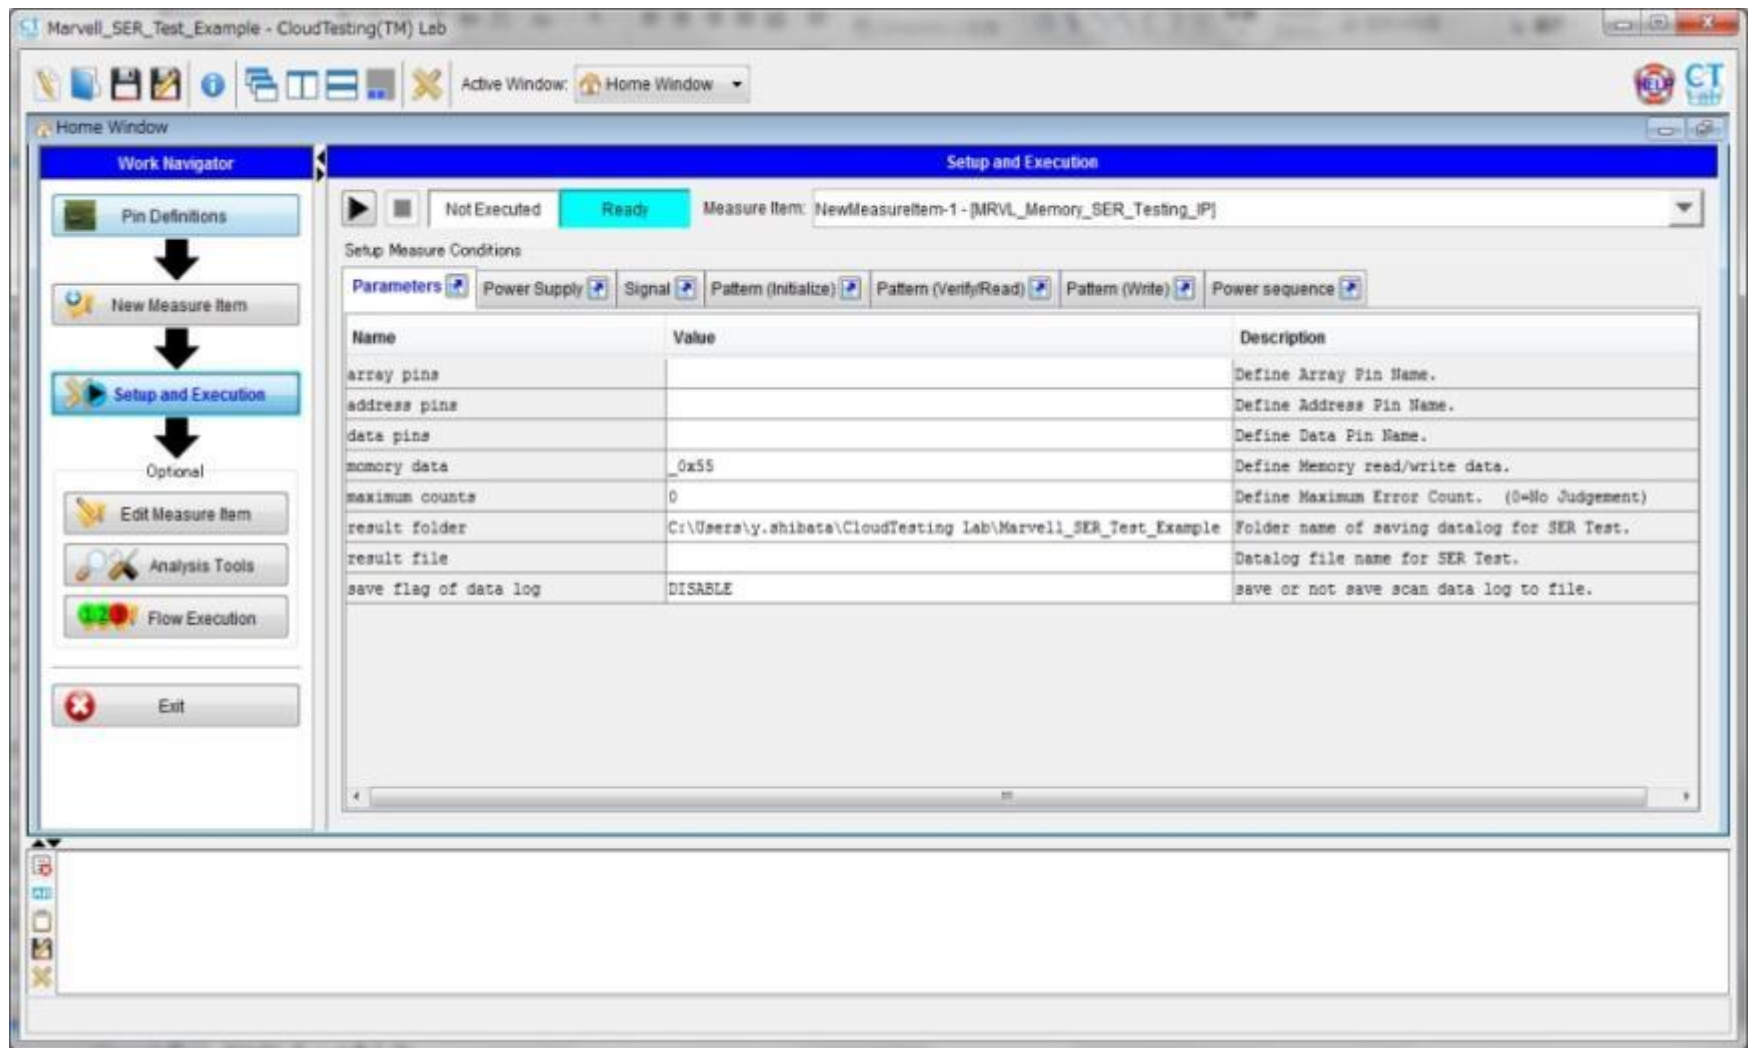 Marvell_SER_Test_Example - CloudTesting(TM) Lab
Active Window: Home Window
HELP
CT Lab
Home Window
Work Navigator
Setup and Execution
Pin Definitions
Not Executed Ready Measure Item: NewMeasureItem-1 - [MRVL_Memory_SER_Testing_IP]
Setup Measure Conditions
New Measure Item
Parameters Power Supply Signal Pattern (Initialize) Pattern (Verify/Read) Pattern (Write) Power sequence
Name Value Description
array pins Define Array Pin Name.
Setup and Execution
address pins Define Address Pin Name.
data pins Define Data Pin Name.
Optional
momory data _0x55 Define Memory read/write data.
maximum counts 0 Define Maximum Error Count. (0=No Judgement)
Edit Measure Item
result folder C:\Users\y.shibata\CloudTesting Lab\Marvell_SER_Test_Example Folder name of saving datalog for SER Test.
result file Datalog file name for SER Test.
Analysis Tools
save flag of data log DISABLE save or not save scan data log to file.
123 Flow Execution
Exit